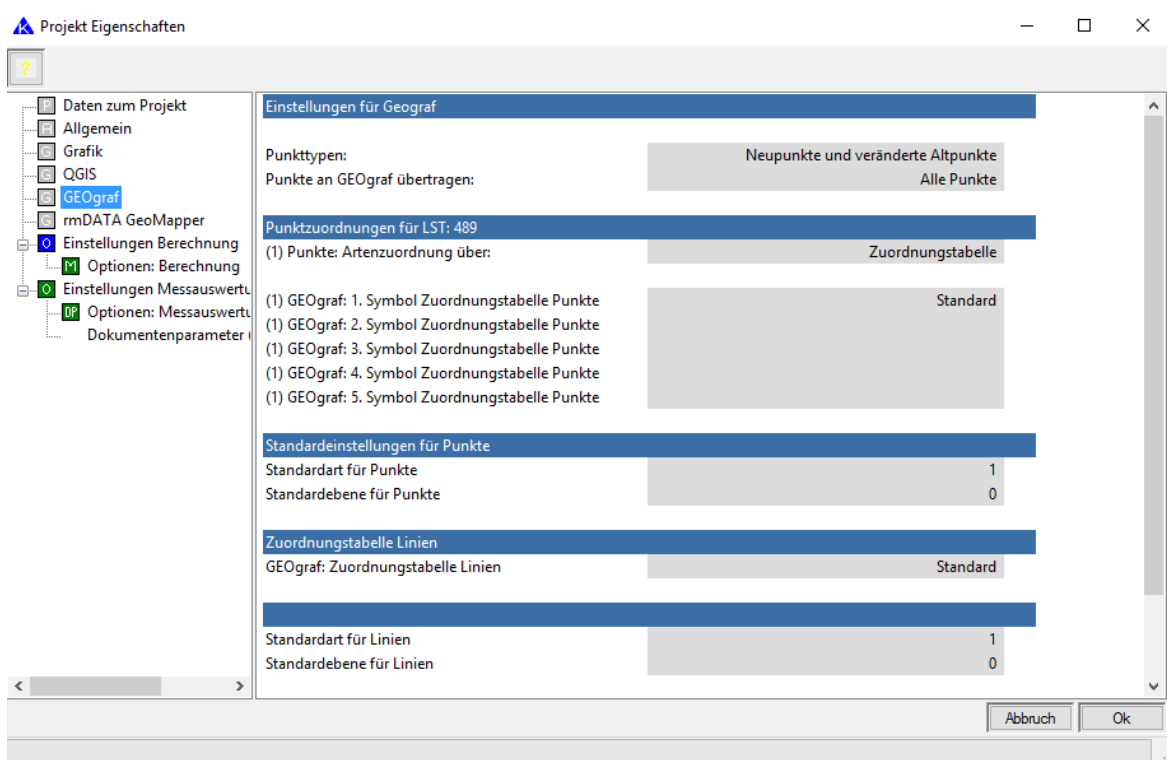 Projekt Eigenschaften
?
P Daten zum Projekt
A Allgemein
G Grafik
G QGIS
G GEOgraf
G rmDATA GeoMapper
O Einstellungen Berechnung
M Optionen: Berechnung
O Einstellungen Messauswertu
DP Optionen: Messauswertu
Dokumentenparameter (
Einstellungen für Geograf
Punkttypen: Neupunkte und veränderte Altpunkte
Punkte an GEOgraf übertragen: Alle Punkte
Punktzuordnungen für LST: 489
(1) Punkte: Artenzuordnung über: Zuordnungstabelle
(1) GEOgraf: 1. Symbol Zuordnungstabelle Punkte Standard
(1) GEOgraf: 2. Symbol Zuordnungstabelle Punkte
(1) GEOgraf: 3. Symbol Zuordnungstabelle Punkte
(1) GEOgraf: 4. Symbol Zuordnungstabelle Punkte
(1) GEOgraf: 5. Symbol Zuordnungstabelle Punkte
Standardeinstellungen für Punkte
Standardart für Punkte 1
Standardebene für Punkte 0
Zuordnungstabelle Linien
GEOgraf: Zuordnungstabelle Linien Standard
Standardart für Linien 1
Standardebene für Linien 0
Abbruch Ok